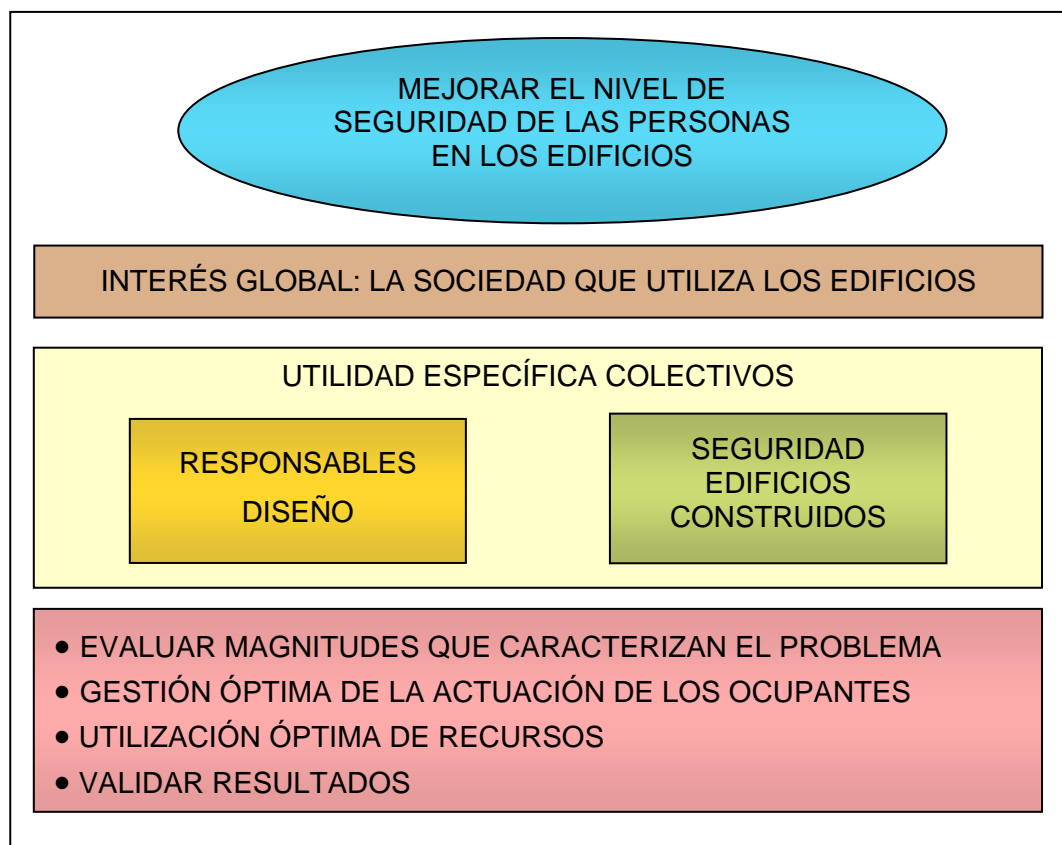 MEJORAR EL NIVEL DE
SEGURIDAD DE LAS PERSONAS
EN LOS EDIFICIOS
INTERÉS GLOBAL: LA SOCIEDAD QUE UTILIZA LOS EDIFICIOS
UTILIDAD ESPECÍFICA COLECTIVOS
RESPONSABLES
DISEÑO
SEGURIDAD
EDIFICIOS
CONSTRUIDOS
• EVALUAR MAGNITUDES QUE CARACTERIZAN EL PROBLEMA
• GESTIÓN ÓPTIMA DE LA ACTUACIÓN DE LOS OCUPANTES
• UTILIZACIÓN ÓPTIMA DE RECURSOS
• VALIDAR RESULTADOS